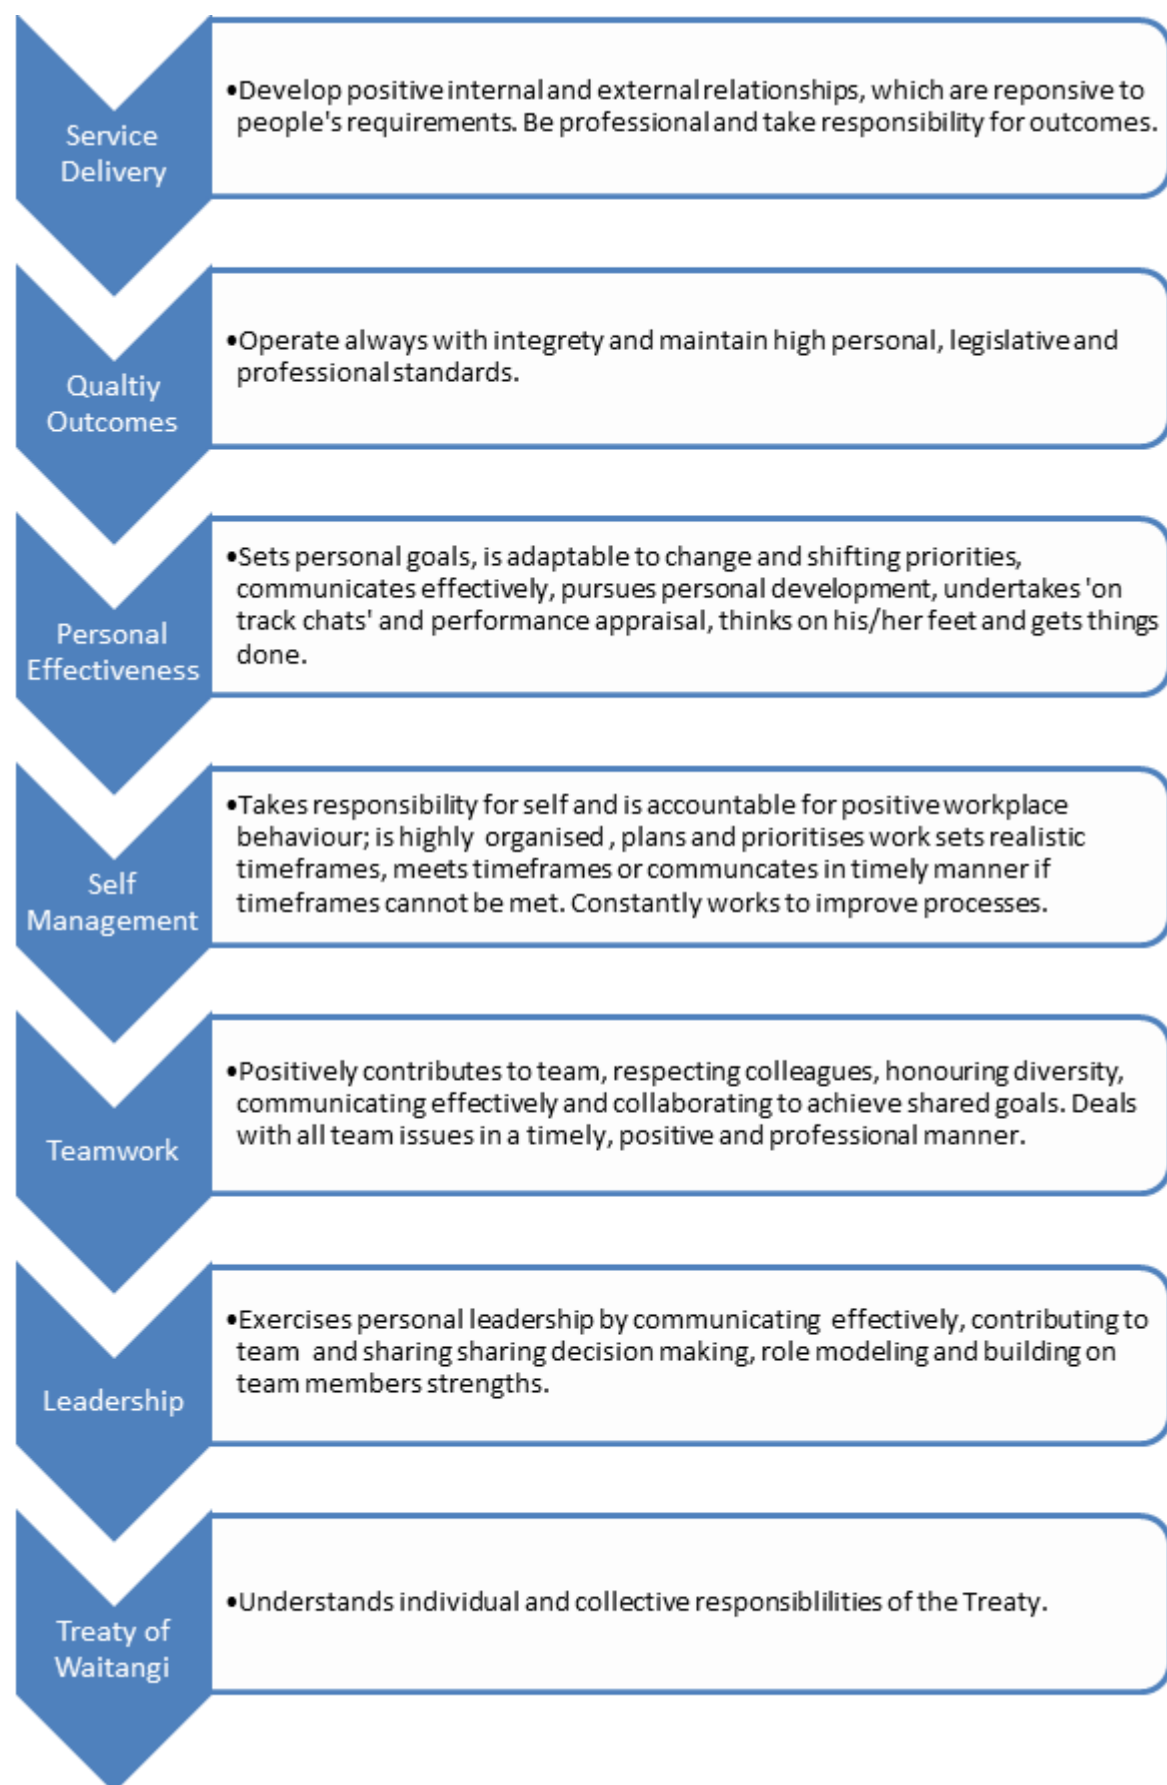 Service
Delivery
•Develop positive internal and external relationships, which are reponsive to
people's requirements. Be professional and take responsibility for outcomes.
Qualtiy
Outcomes
•Operate always with integrety and maintain high personal, legislative and
professional standards.
Personal
Effectiveness
•Sets personal goals, is adaptable to change and shifting priorities,
communicates effectively, pursues personal development, undertakes 'on
track chats' and performance appraisal, thinks on his/her feet and gets things
done.
Self
Management
•Takes responsibility for self and is accountable for positive workplace
behaviour; is highly organised , plans and prioritises work sets realistic
timeframes, meets timeframes or communcates in timely manner if
timeframes cannot be met. Constantly works to improve processes.
Teamwork
•Positively contributes to team, respecting colleagues, honouring diversity,
communicating effectively and collaborating to achieve shared goals. Deals
with all team issues in a timely, positive and professional manner.
Leadership
•Exercises personal leadership by communicating effectively, contributing to
team and sharing sharing decision making, role modeling and building on
team members strengths.
Treaty of
Waitangi
•Understands individual and collective responsiblilities of the Treaty.